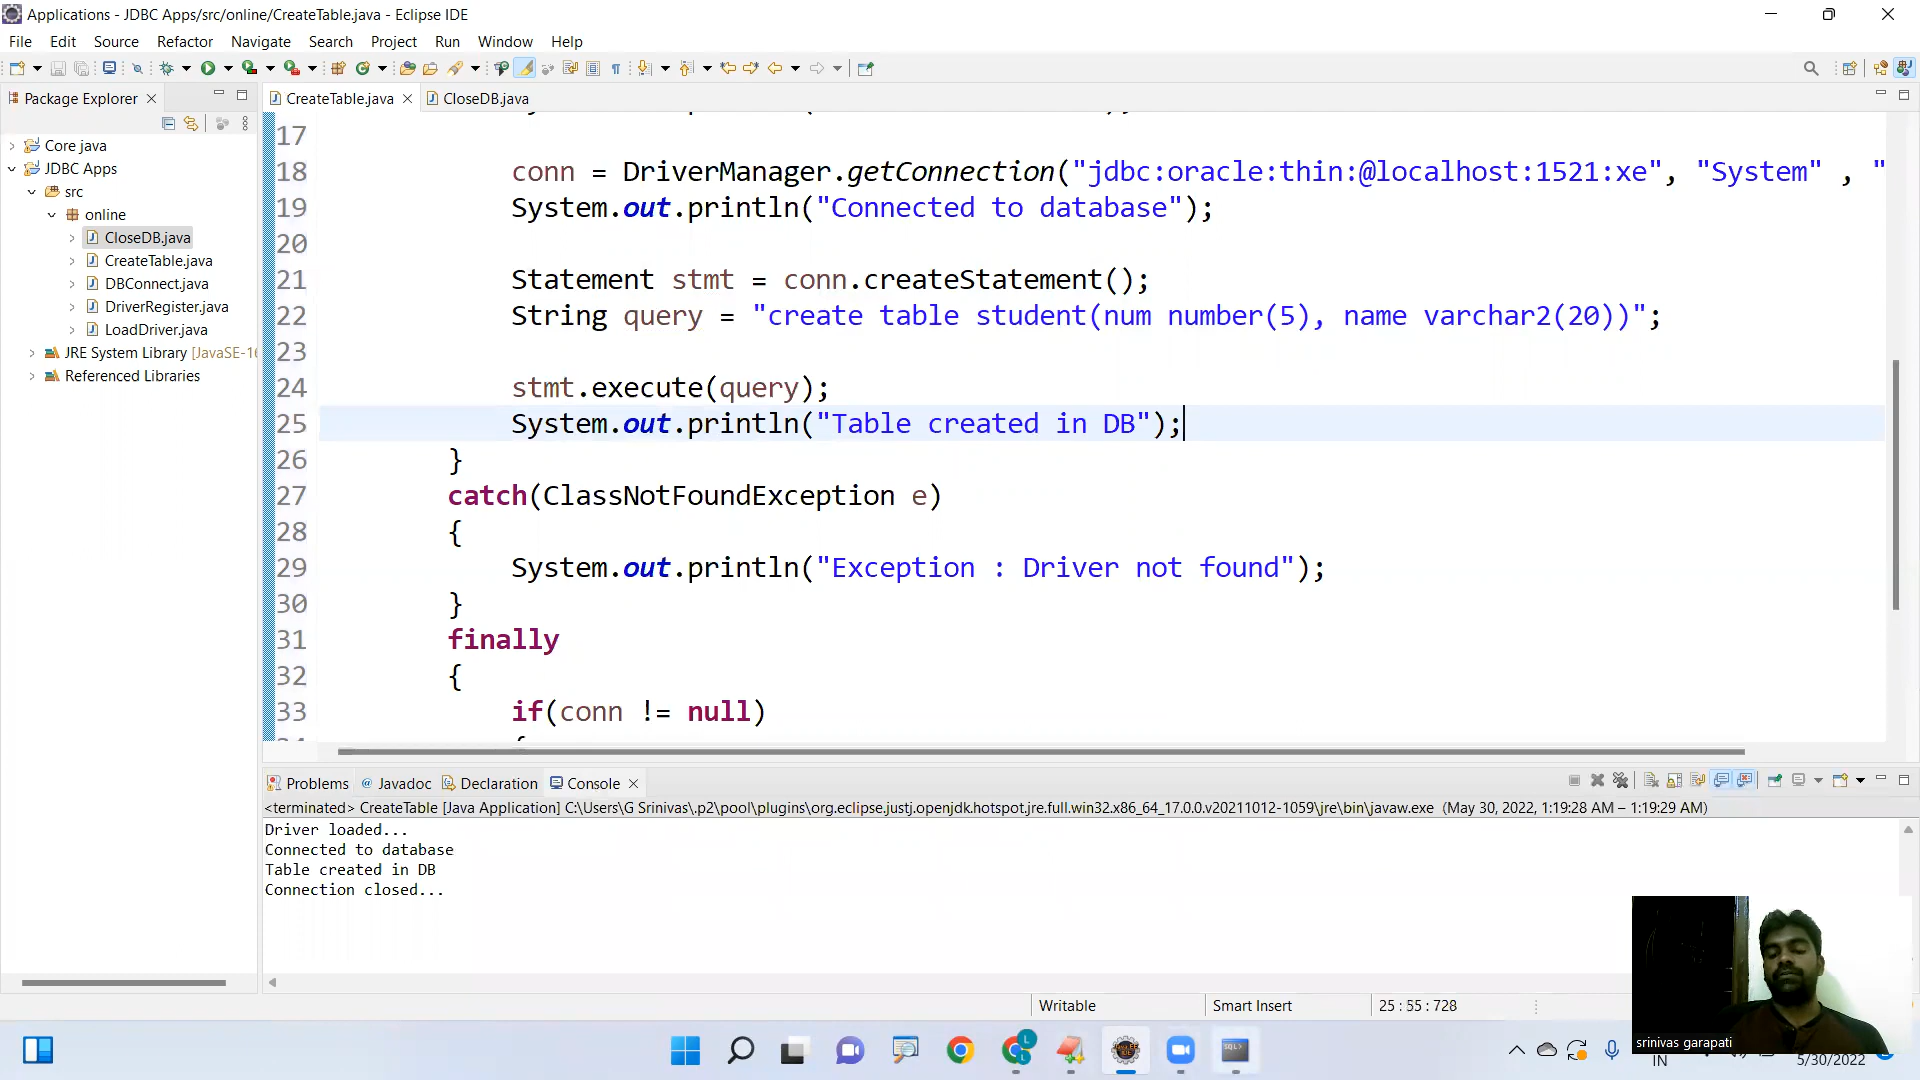 Applications - JDBC Apps/src/online/CreateTable.java - Eclipse IDE
File Edit Source Refactor Navigate Search Project Run Window Help
Package Explorer
CreateTable.java
CloseDB.java
Core java
JDBC Apps
src
online
CloseDB.java
CreateTable.java
DBConnect.java
DriverRegister.java
LoadDriver.java
JRE System Library [JavaSE-16
Referenced Libraries
17
18 conn = DriverManager.getConnection("jdbc:oracle:thin:@localhost:1521:xe", "System" , "
19 System.out.println("Connected to database");
20
21 Statement stmt = conn.createStatement();
22 String query = "create table student(num number(5), name varchar2(20))";
23
24 stmt.execute(query);
25 System.out.println("Table created in DB");
26 }
27 catch(ClassNotFoundException e)
28 {
29 System.out.println("Exception : Driver not found");
30 }
31 finally
32 {
33 if(conn != null)
Problems Javadoc Declaration Console
<terminated> CreateTable [Java Application] C:\Users\G Srinivas\.p2\pool\plugins\org.eclipse.justj.openjdk.hotspot.jre.full.win32.x86_64_17.0.0.v20211012-1059\jre\bin\javaw.exe (May 30, 2022, 1:19:28 AM – 1:19:29 AM)
Driver loaded...
Connected to database
Table created in DB
Connection closed...
Writable
Smart Insert
25 : 55 : 728
srinivas garapati
IN
5/30/2022